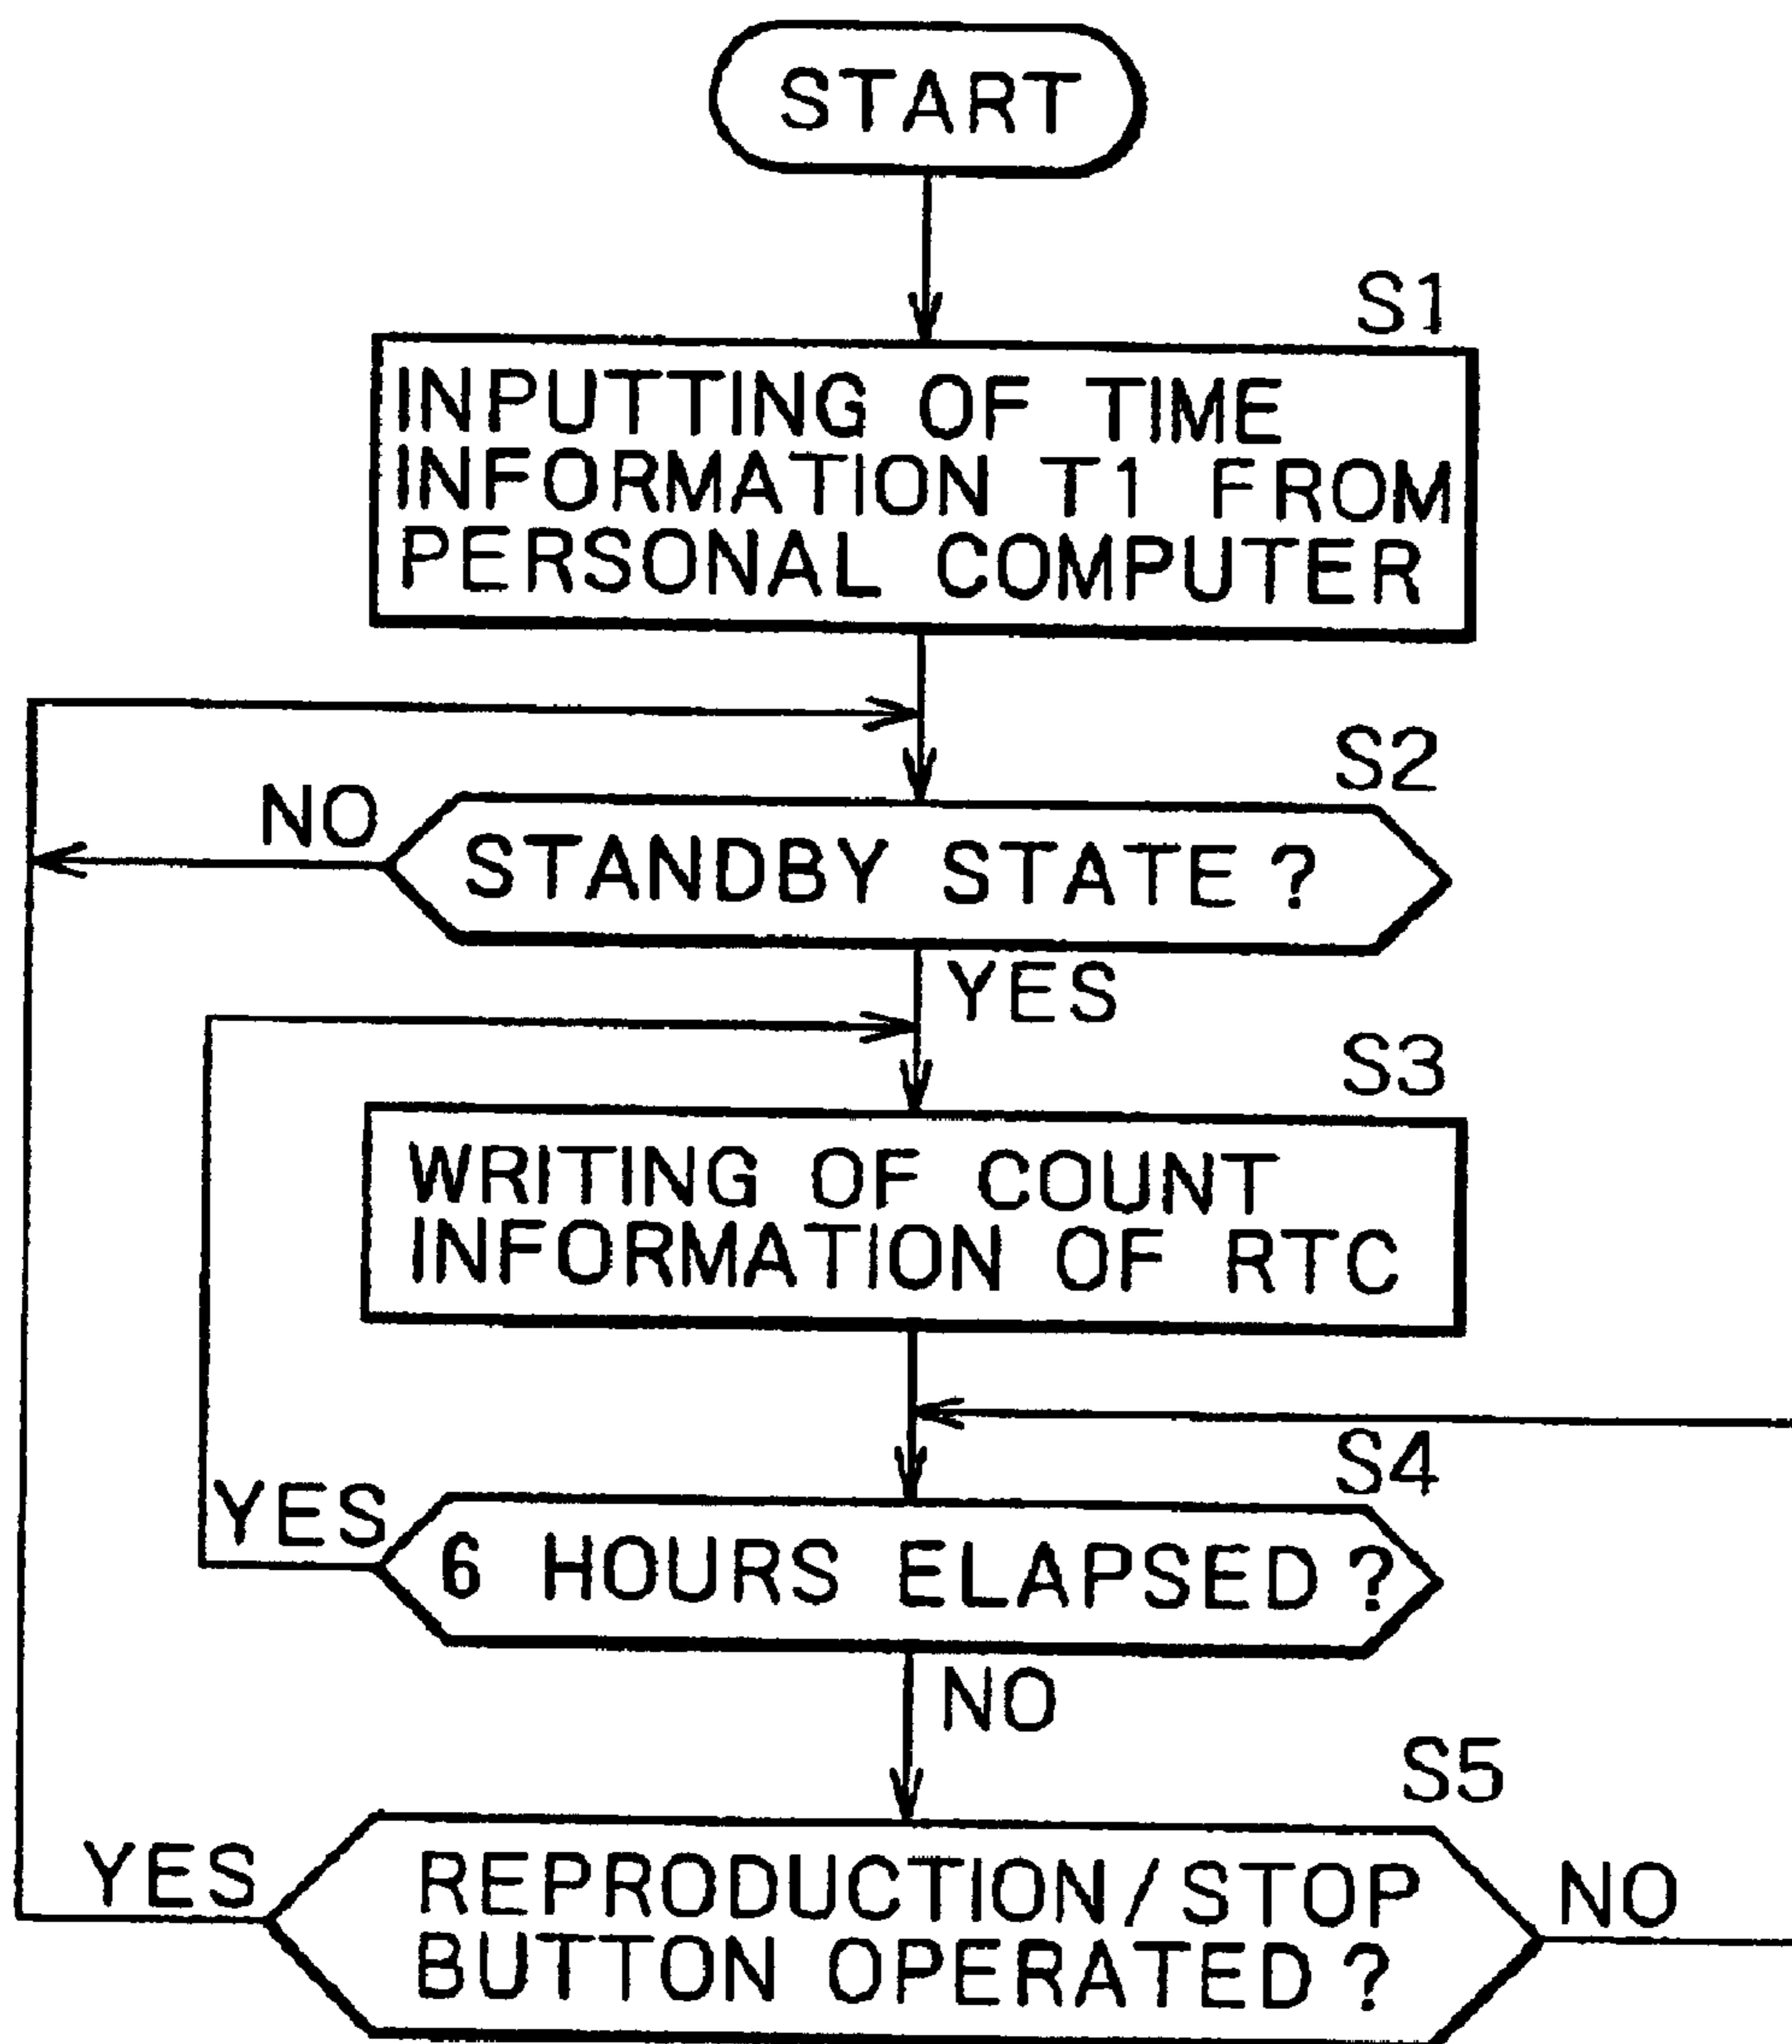 START
S1
INPUTTING OF TIME
INFORMATION T1 FROM
PERSONAL COMPUTER
S2
NO
STANDBY STATE?
YES
S3
WRITING OF COUNT
INFORMATION OF RTC
S4
YES
6 HOURS ELAPSED?
NO
S5
YES
REPRODUCTION/STOP
BUTTON OPERATED?
NO